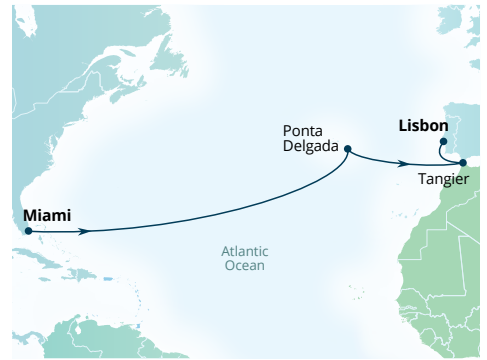 Lisbon
Ponta
Delgada
Tangier
Miami
Atlantic
Ocean